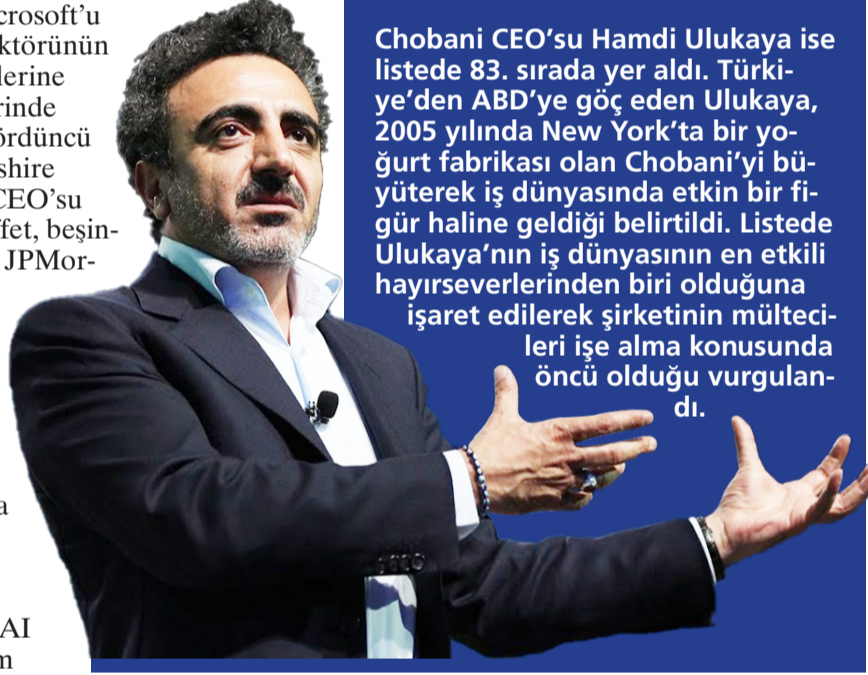 crosoft’u
ktörünün
lerine
rinde
ördüncü
shire
CEO’su
ffet, beşin-
JPMor-
a
AI
m
Chobani CEO’su Hamdi Ulukaya ise
listede 83. sırada yer aldı. Türki-
ye’den ABD’ye göç eden Ulukaya,
2005 yılında New York’ta bir yo-
ğurt fabrikası olan Chobani’yi bü-
yüterek iş dünyasında etkin bir fi-
gür haline geldiği belirtildi. Listede
Ulukaya’nın iş dünyasının en etkili
hayırseverlerinden biri olduğuna
işaret edilerek şirketinin mülteci-
leri işe alma konusunda
öncü olduğu vurgulan-
dı.